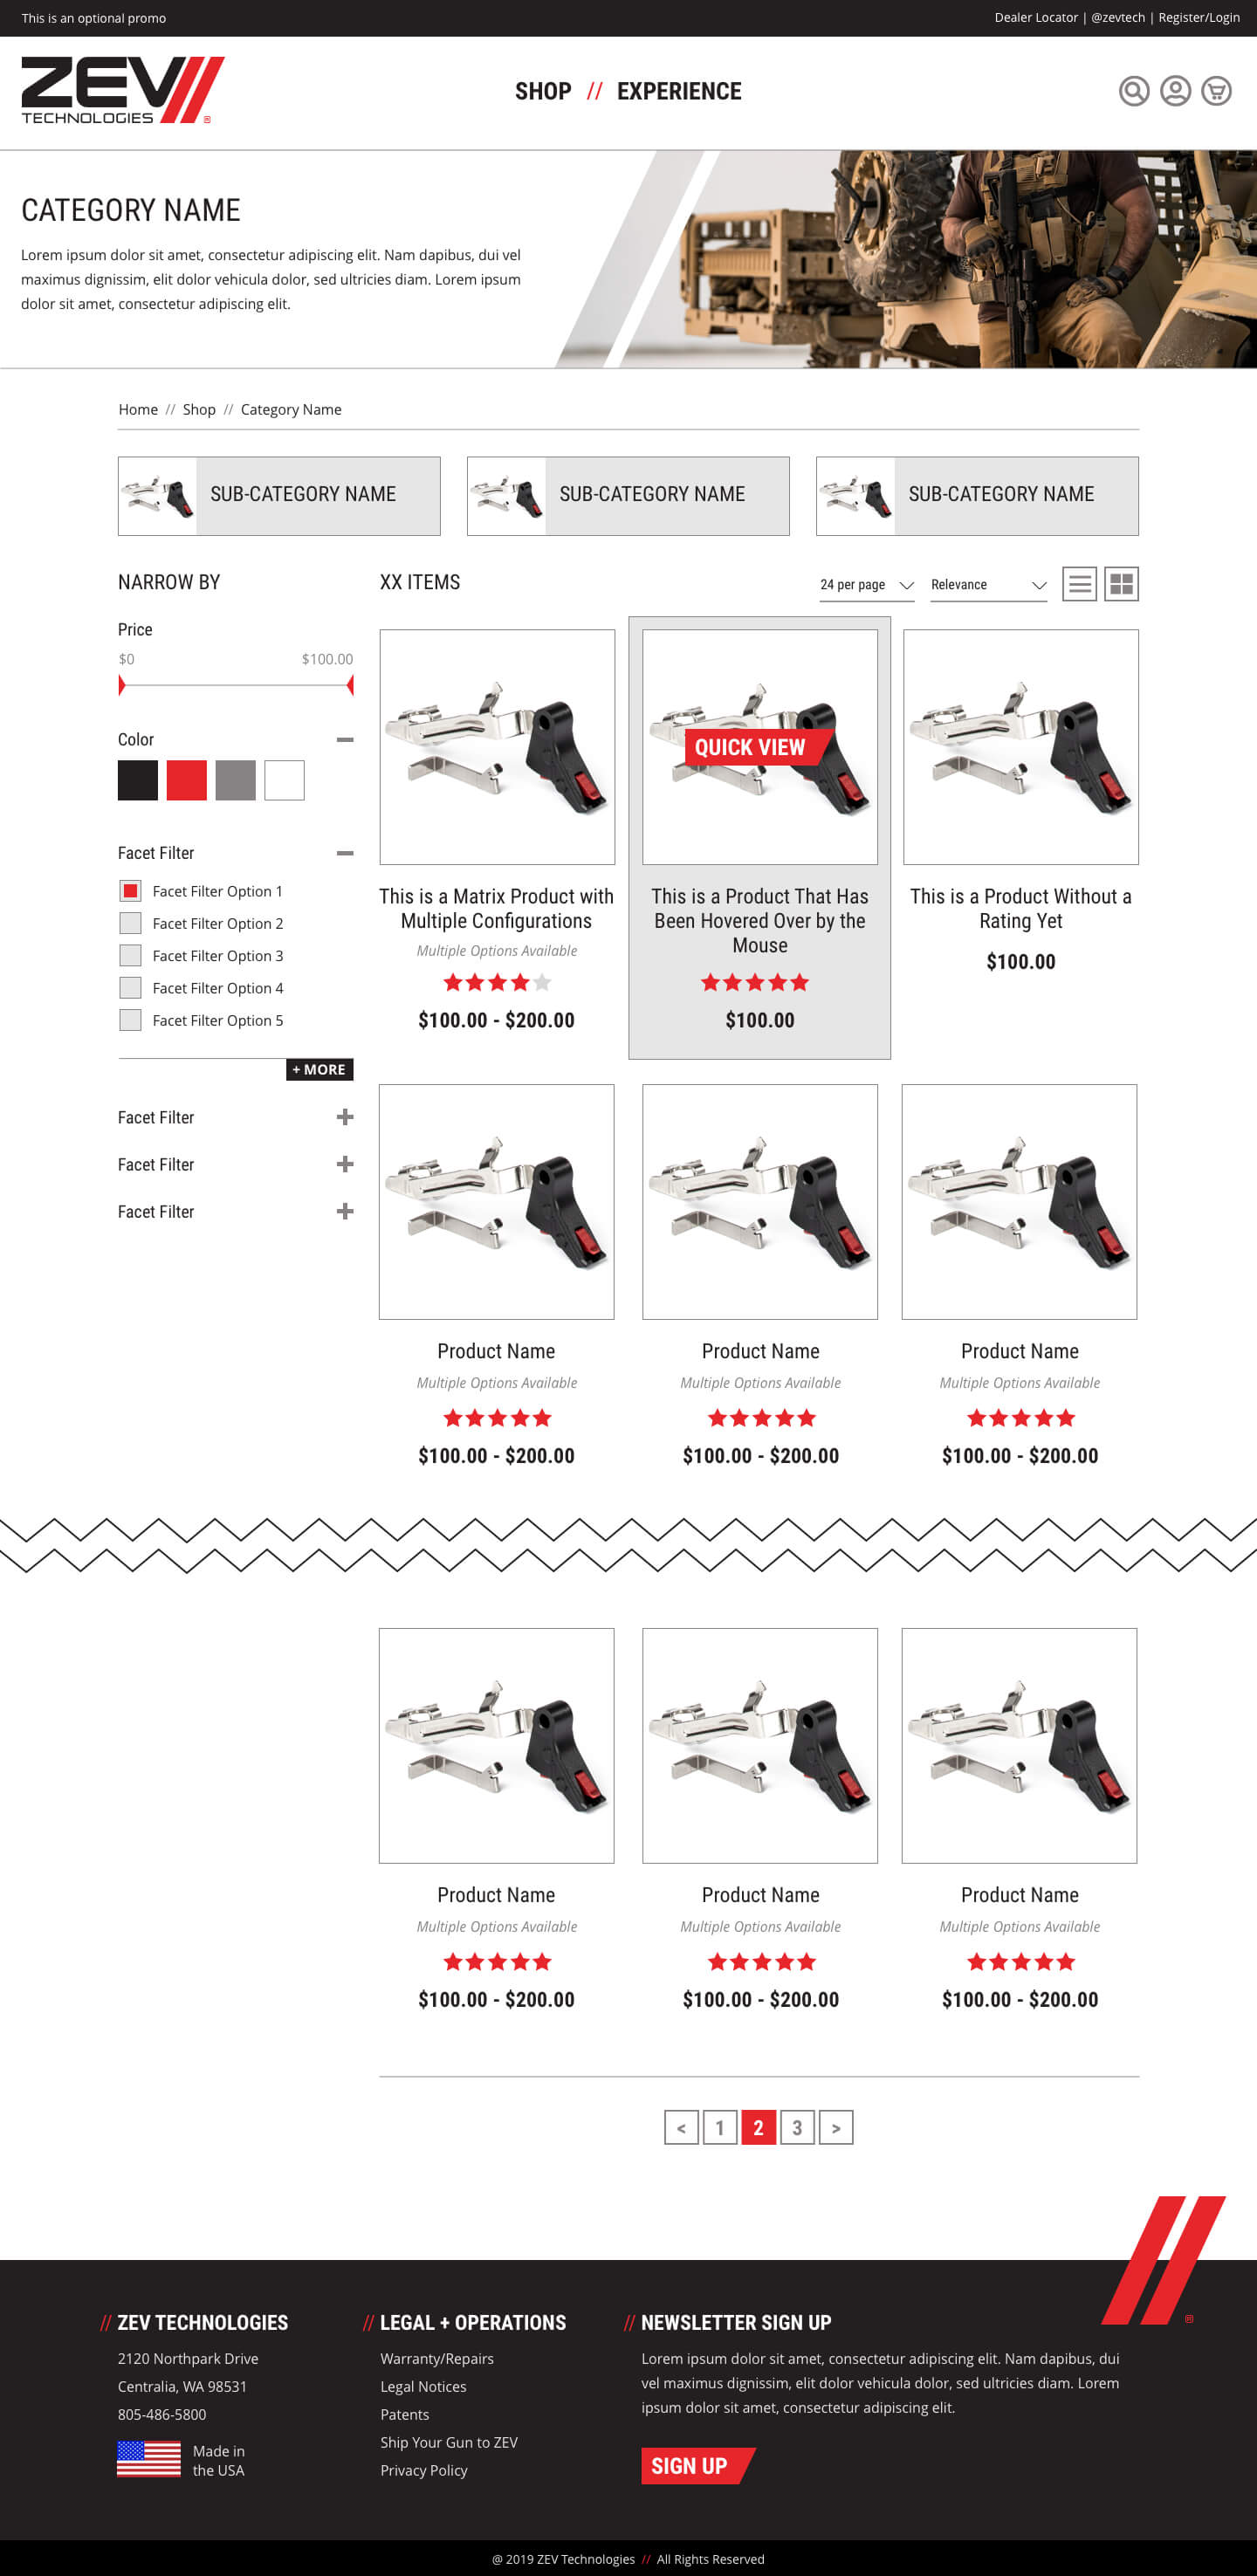 This is an optional promo
Dealer Locator | @zevtech | Register/Login
ZEV
TECHNOLOGIES ®
SHOP // EXPERIENCE
CATEGORY NAME
Lorem ipsum dolor sit amet, consectetur adipiscing elit. Nam dapibus, dui vel
maximus dignissim, elit dolor vehicula dolor, sed ultricies diam. Lorem ipsum
dolor sit amet, consectetur adipiscing elit.
Home // Shop // Category Name
SUB-CATEGORY NAME
SUB-CATEGORY NAME
SUB-CATEGORY NAME
NARROW BY
Price
$0 $100.00
Color
Facet Filter
Facet Filter Option 1
Facet Filter Option 2
Facet Filter Option 3
Facet Filter Option 4
Facet Filter Option 5
+ MORE
Facet Filter
Facet Filter
Facet Filter
XX ITEMS
24 per page
Relevance
This is a Matrix Product with
Multiple Configurations
Multiple Options Available
$100.00 - $200.00
QUICK VIEW
This is a Product That Has
Been Hovered Over by the
Mouse
$100.00
This is a Product Without a
Rating Yet
$100.00
Product Name
Multiple Options Available
$100.00 - $200.00
Product Name
Multiple Options Available
$100.00 - $200.00
Product Name
Multiple Options Available
$100.00 - $200.00
Product Name
Multiple Options Available
$100.00 - $200.00
Product Name
Multiple Options Available
$100.00 - $200.00
Product Name
Multiple Options Available
$100.00 - $200.00
< 1 2 3 >
®
// ZEV TECHNOLOGIES
2120 Northpark Drive
Centralia, WA 98531
805-486-5800
Made in
the USA
// LEGAL + OPERATIONS
Warranty/Repairs
Legal Notices
Patents
Ship Your Gun to ZEV
Privacy Policy
// NEWSLETTER SIGN UP
Lorem ipsum dolor sit amet, consectetur adipiscing elit. Nam dapibus, dui
vel maximus dignissim, elit dolor vehicula dolor, sed ultricies diam. Lorem
ipsum dolor sit amet, consectetur adipiscing elit.
SIGN UP
@ 2019 ZEV Technologies // All Rights Reserved